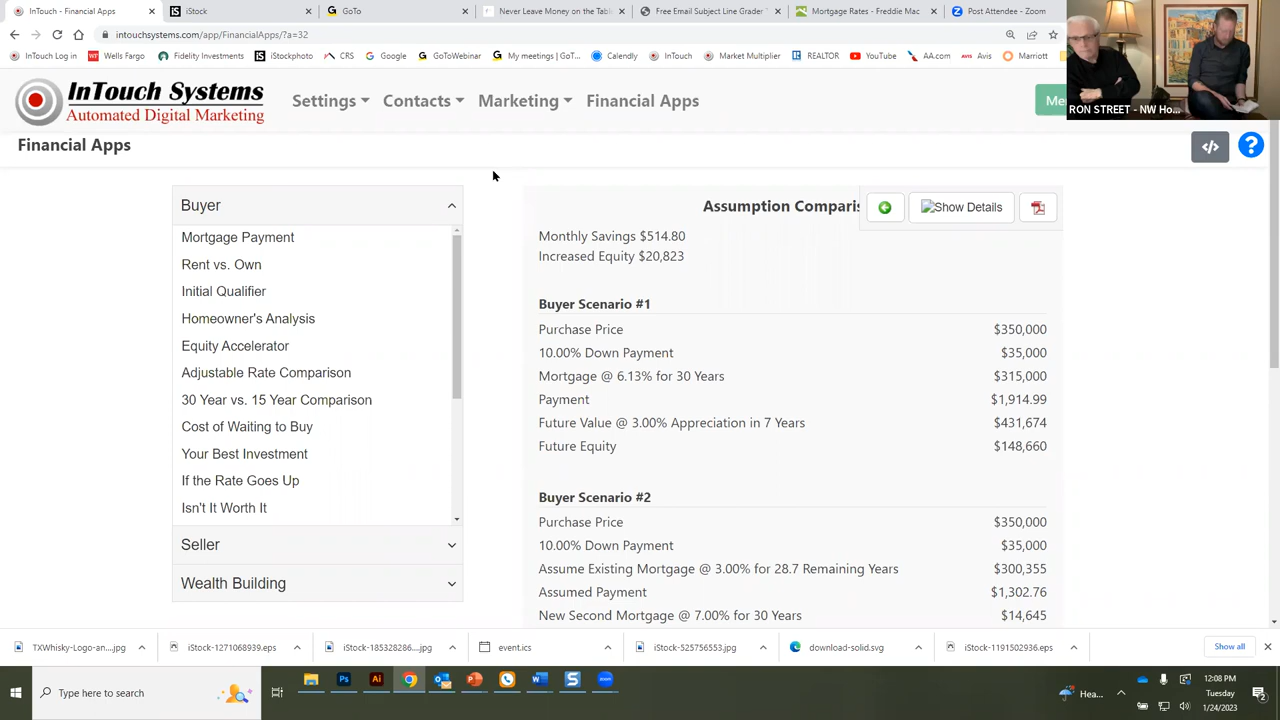 InTouch - Financial Apps
iStock
GoTo
Never Leave Money on the Tabl
Free Email Subject Line Grader
Mortgage Rates - Freddie Mac
Post Attendee - Zoom
intouchsystems.com/app/FinancialApps/?a=32
InTouch Log in
Wells Fargo
Fidelity Investments
iStockphoto
CRS
Google
GoToWebinar
My meetings | GoT...
Calendly
InTouch
Market Multiplier
REALTOR
YouTube
AA.com
Avis
Marriott
RON STREET - NW Ho...
InTouch Systems
Automated Digital Marketing
Settings
Contacts
Marketing
Financial Apps
Me
Financial Apps
</>
?
Buyer
Mortgage Payment
Rent vs. Own
Initial Qualifier
Homeowner's Analysis
Equity Accelerator
Adjustable Rate Comparison
30 Year vs. 15 Year Comparison
Cost of Waiting to Buy
Your Best Investment
If the Rate Goes Up
Isn't It Worth It
Seller
Wealth Building
Assumption Comparis
Show Details
Monthly Savings $514.80
Increased Equity $20,823
Buyer Scenario #1
Purchase Price $350,000
10.00% Down Payment $35,000
Mortgage @ 6.13% for 30 Years $315,000
Payment $1,914.99
Future Value @ 3.00% Appreciation in 7 Years $431,674
Future Equity $148,660
Buyer Scenario #2
Purchase Price $350,000
10.00% Down Payment $35,000
Assume Existing Mortgage @ 3.00% for 28.7 Remaining Years $300,355
Assumed Payment $1,302.76
New Second Mortgage @ 7.00% for 30 Years $14,645
TXWhisky-Logo-an....jpg
iStock-1271068939.eps
iStock-185328286....jpg
event.ics
iStock-525756553.jpg
download-solid.svg
iStock-1191502936.eps
Show all
Type here to search
Hea...
12:08 PM
Tuesday
1/24/2023
2